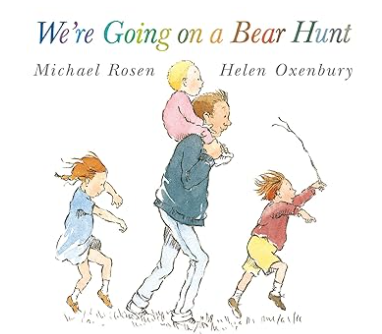 We're Going on a Bear Hunt
Michael Rosen Helen Oxenbury